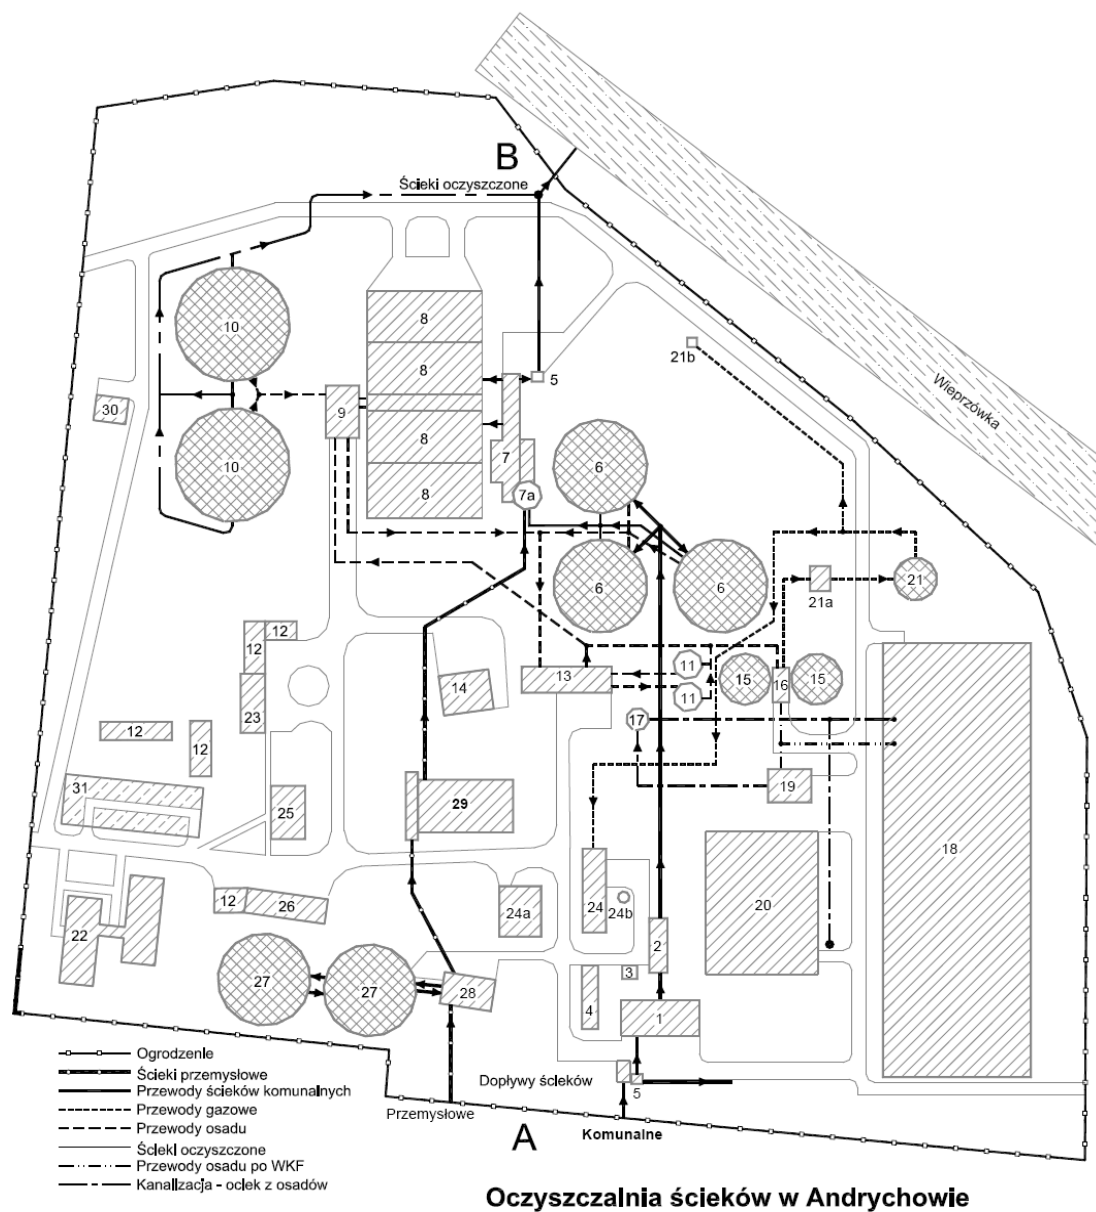 B
Ścieki oczyszczone
Wieprzówka
10
8
8
8
8
5
21b
9
30
10
7
7a
6
6
6
21
21a
12
12
11
11
13
14
15
16
15
17
23
12
12
31
25
29
19
18
12
26
24a
24
24b
20
2
22
27
27
28
3
4
1
5
Dopływy ścieków
Przemysłowe
A
Komunalne
Ogrodzenie
Ścieki przemysłowe
Przewody ścieków komunalnych
Przewody gazowe
Przewody osadu
Ścieki oczyszczone
Przewody osadu po WKF
Kanallzacja - oclek z osadów
Oczyszczalnia ścieków w Andrychowie